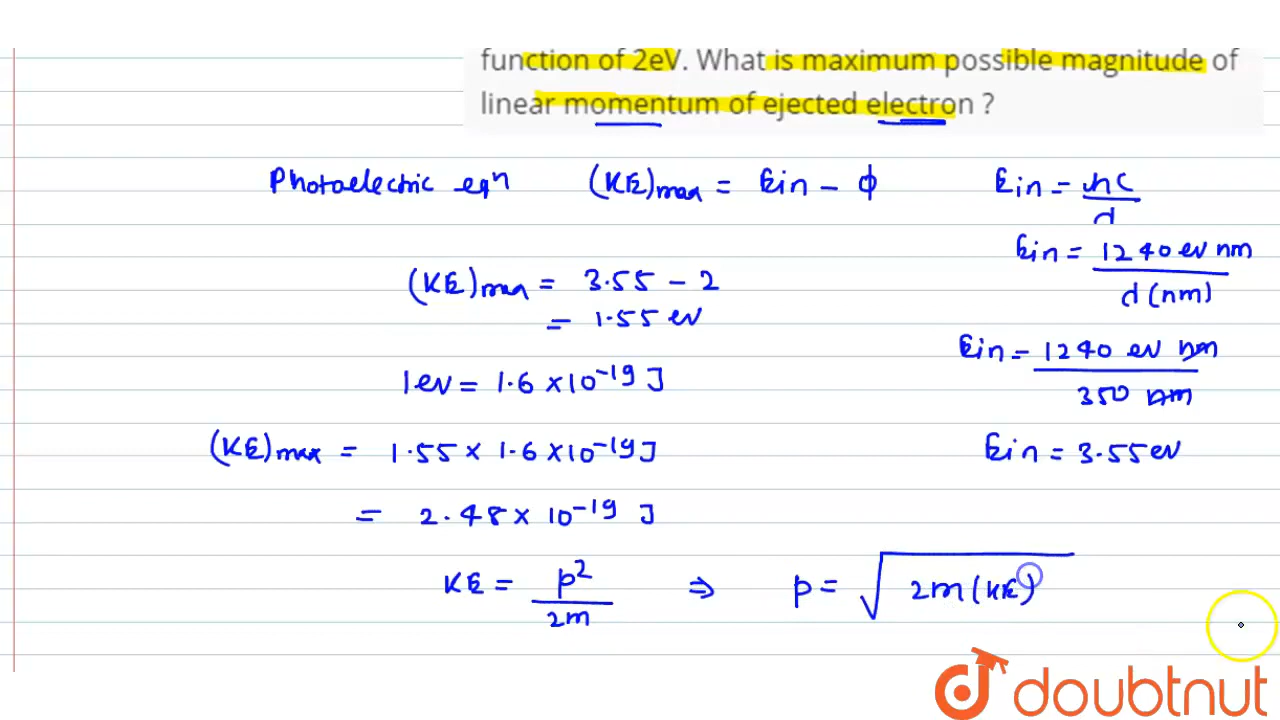 function of 2eV. What is maximum possible magnitude of
linear momentum of ejected electron ?
Photoelectric eqn (KE)max = Ein - ϕ Ein = hc/d
Ein = 1240 ev nm / d(nm)
(KE)max = 3.55 - 2
= 1.55 ev
Ein = 1240 ev nm / 350 nm
1 ev = 1.6 × 10^-19 J
(KE)max = 1.55 × 1.6 × 10^-19 J Ein = 3.55 ev
= 2.48 × 10^-19 J
KE = p^2/2m ⇒ p = √2m(KE)
doubtnut